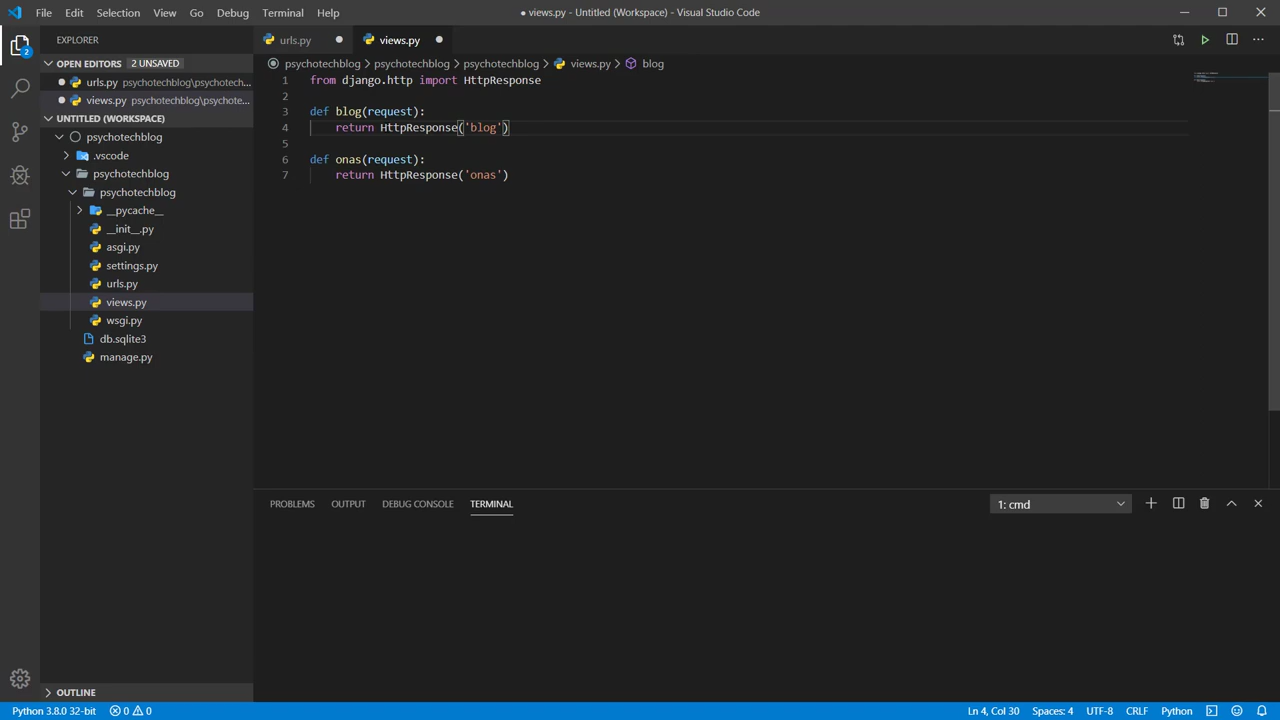 File Edit Selection View Go Debug Terminal Help
● views.py - Untitled (Workspace) - Visual Studio Code
EXPLORER
OPEN EDITORS 2 UNSAVED
urls.py psychotechblog\psychotech...
views.py psychotechblog\psychote...
UNTITLED (WORKSPACE)
psychotechblog
.vscode
psychotechblog
psychotechblog
__pycache__
__init__.py
asgi.py
settings.py
urls.py
views.py
wsgi.py
db.sqlite3
manage.py
OUTLINE
2
urls.py
views.py
psychotechblog > psychotechblog > psychotechblog > views.py > blog
1 from django.http import HttpResponse
2
3 def blog(request):
4 return HttpResponse('blog')
5
6 def onas(request):
7 return HttpResponse('onas')
PROBLEMS OUTPUT DEBUG CONSOLE TERMINAL
1: cmd
Python 3.8.0 32-bit 0 0
Ln 4, Col 30 Spaces: 4 UTF-8 CRLF Python